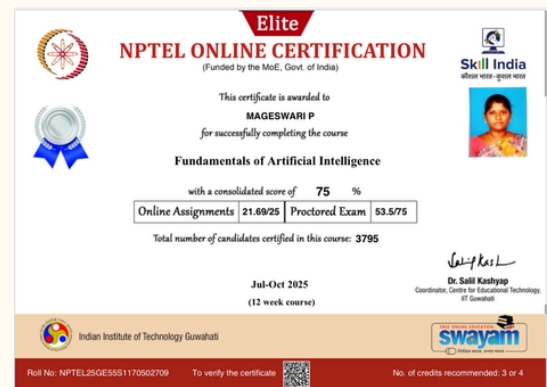 Elite
NPTEL ONLINE CERTIFICATION
(Funded by the MoE, Govt. of India)
Skill India
कौशल भारत - कुशल भारत
This certificate is awarded to
MAGESWARI P
for successfully completing the course
Fundamentals of Artificial Intelligence
with a consolidated score of 75 %
Online Assignments 21.69/25 Proctored Exam 53.5/75
Total number of candidates certified in this course: 3795
Jul-Oct 2025
(12 week course)
Dr. Salil Kashyap
Coordinator, Centre for Educational Technology,
IIT Guwahati
Indian Institute of Technology Guwahati
FREE ONLINE EDUCATION
swayam
Roll No: NPTEL25GE55S1170502709 To verify the certificate No. of credits recommended: 3 or 4